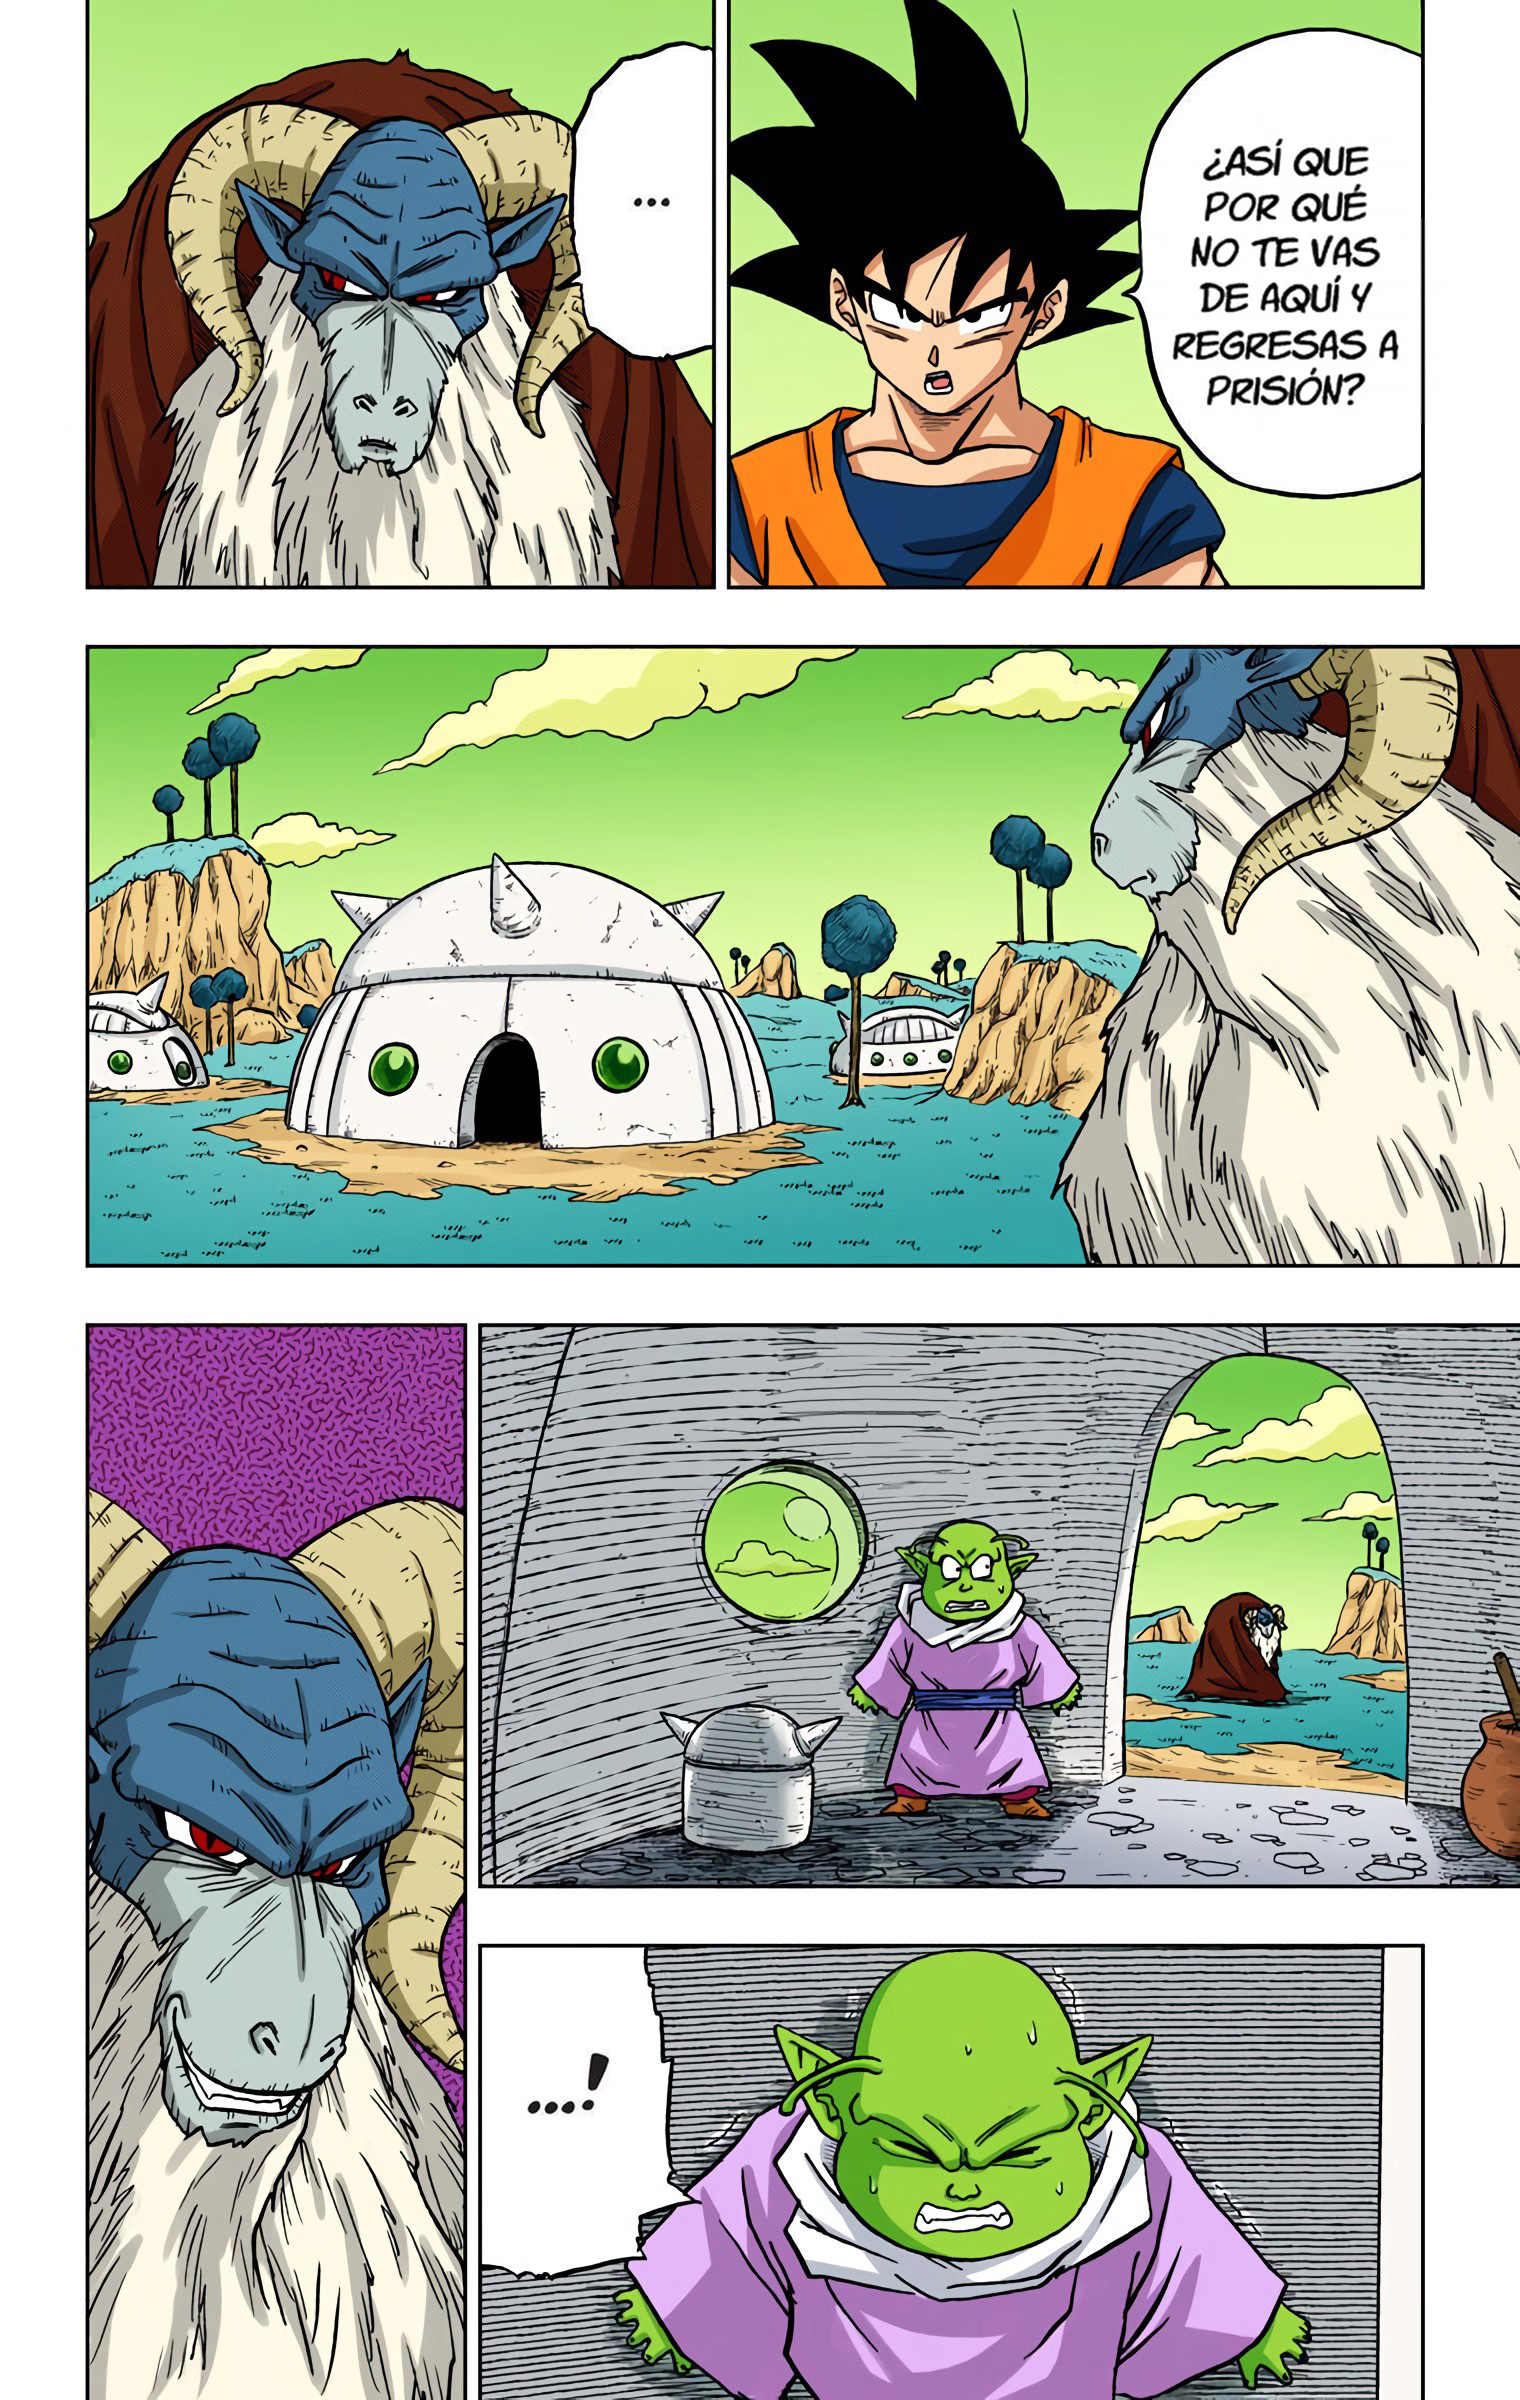 ¿ASÍ QUE
POR QUÉ
NO TE VAS
DE AQUÍ Y
REGRESAS A
PRISIÓN?
...
....!